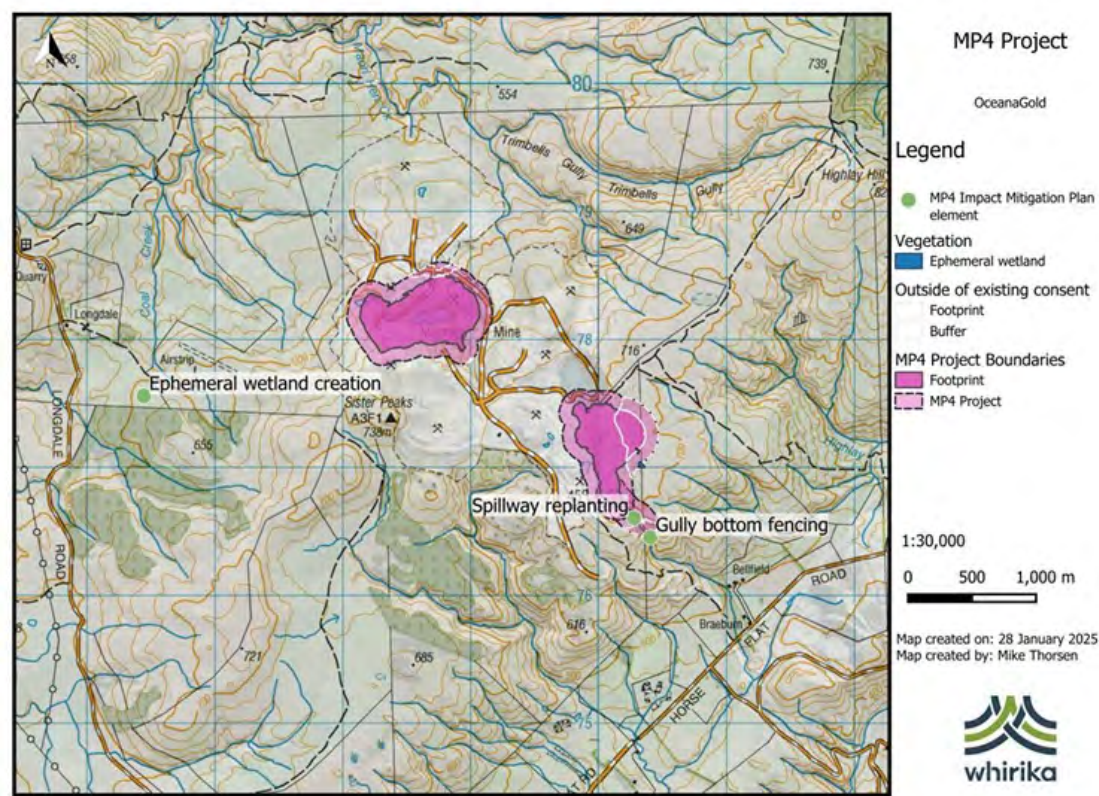 MP4 Project
OceanaGold
Legend
MP4 Impact Mitigation Plan
element
Vegetation
Ephemeral wetland
Outside of existing consent
Footprint
Buffer
MP4 Project Boundaries
Footprint
MP4 Project
1:30,000
0 500 1,000 m
Map created on: 28 January 2025
Map created by: Mike Thorsen
whirika
N
80
739
554
Trimbells Gully
Trimbells Gully
Highlay Hill
79
649
Quarry
Coal Creek
Longdale
Airstrip
Mine
78
716
Ephemeral wetland creation
Sister Peaks
A3F1
738m
LONGDALE
ROAD
655
Highlay
Spillway replanting
Gully bottom fencing
Bellfield
ROAD
76
Braeburn
FLAT
616
721
685
HORSE
75